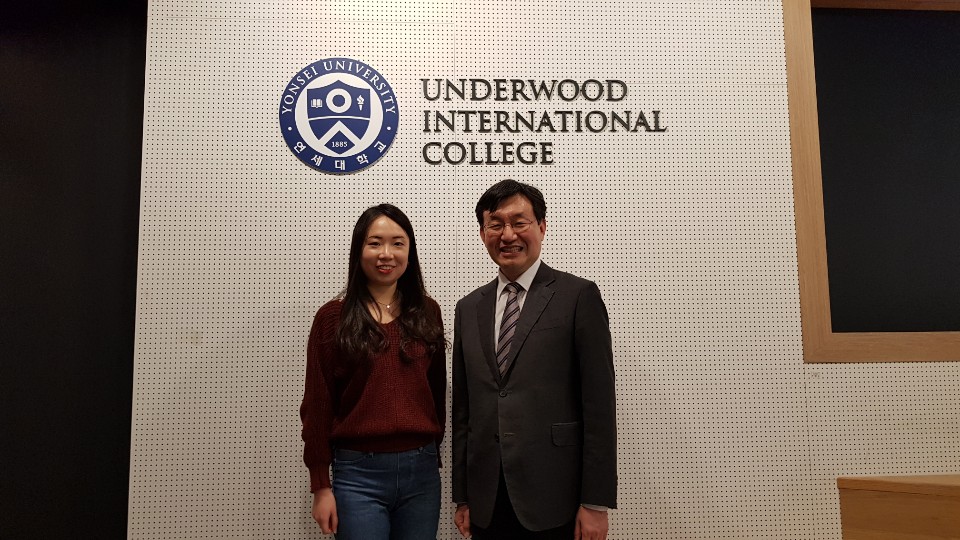 YONSEI UNIVERSITY
1885
연세대학교
UNDERWOOD
INTERNATIONAL
COLLEGE